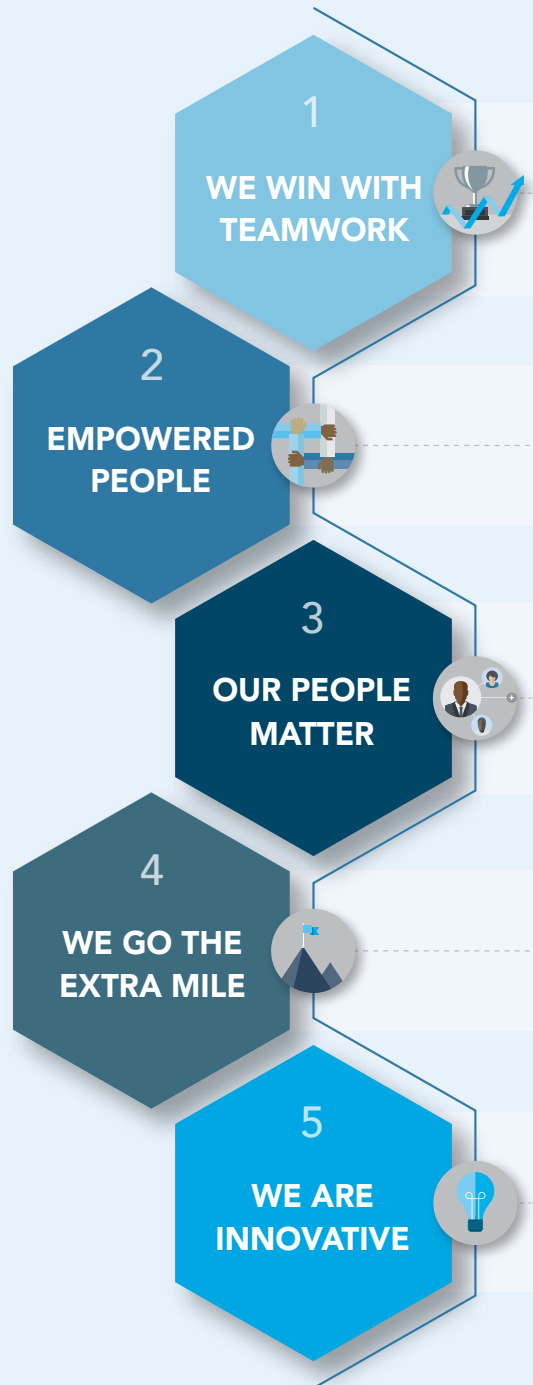 1
WE WIN WITH
TEAMWORK
2
EMPOWERED
PEOPLE
3
OUR PEOPLE
MATTER
4
WE GO THE
EXTRA MILE
5
WE ARE
INNOVATIVE